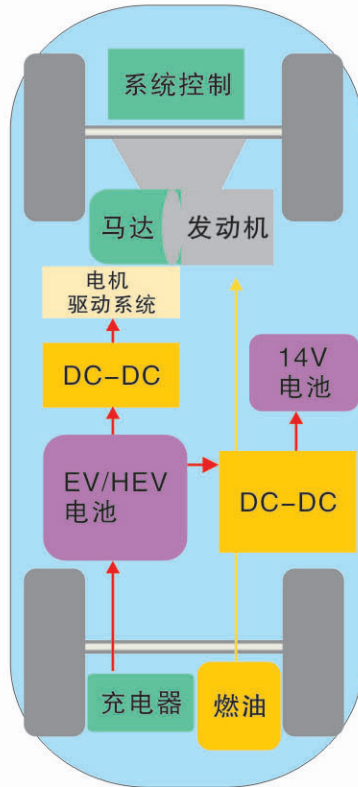 系统控制
马达
发动机
电机
驱动系统
14V
电池
DC-DC
EV/HEV
电池
DC-DC
充电器
燃油